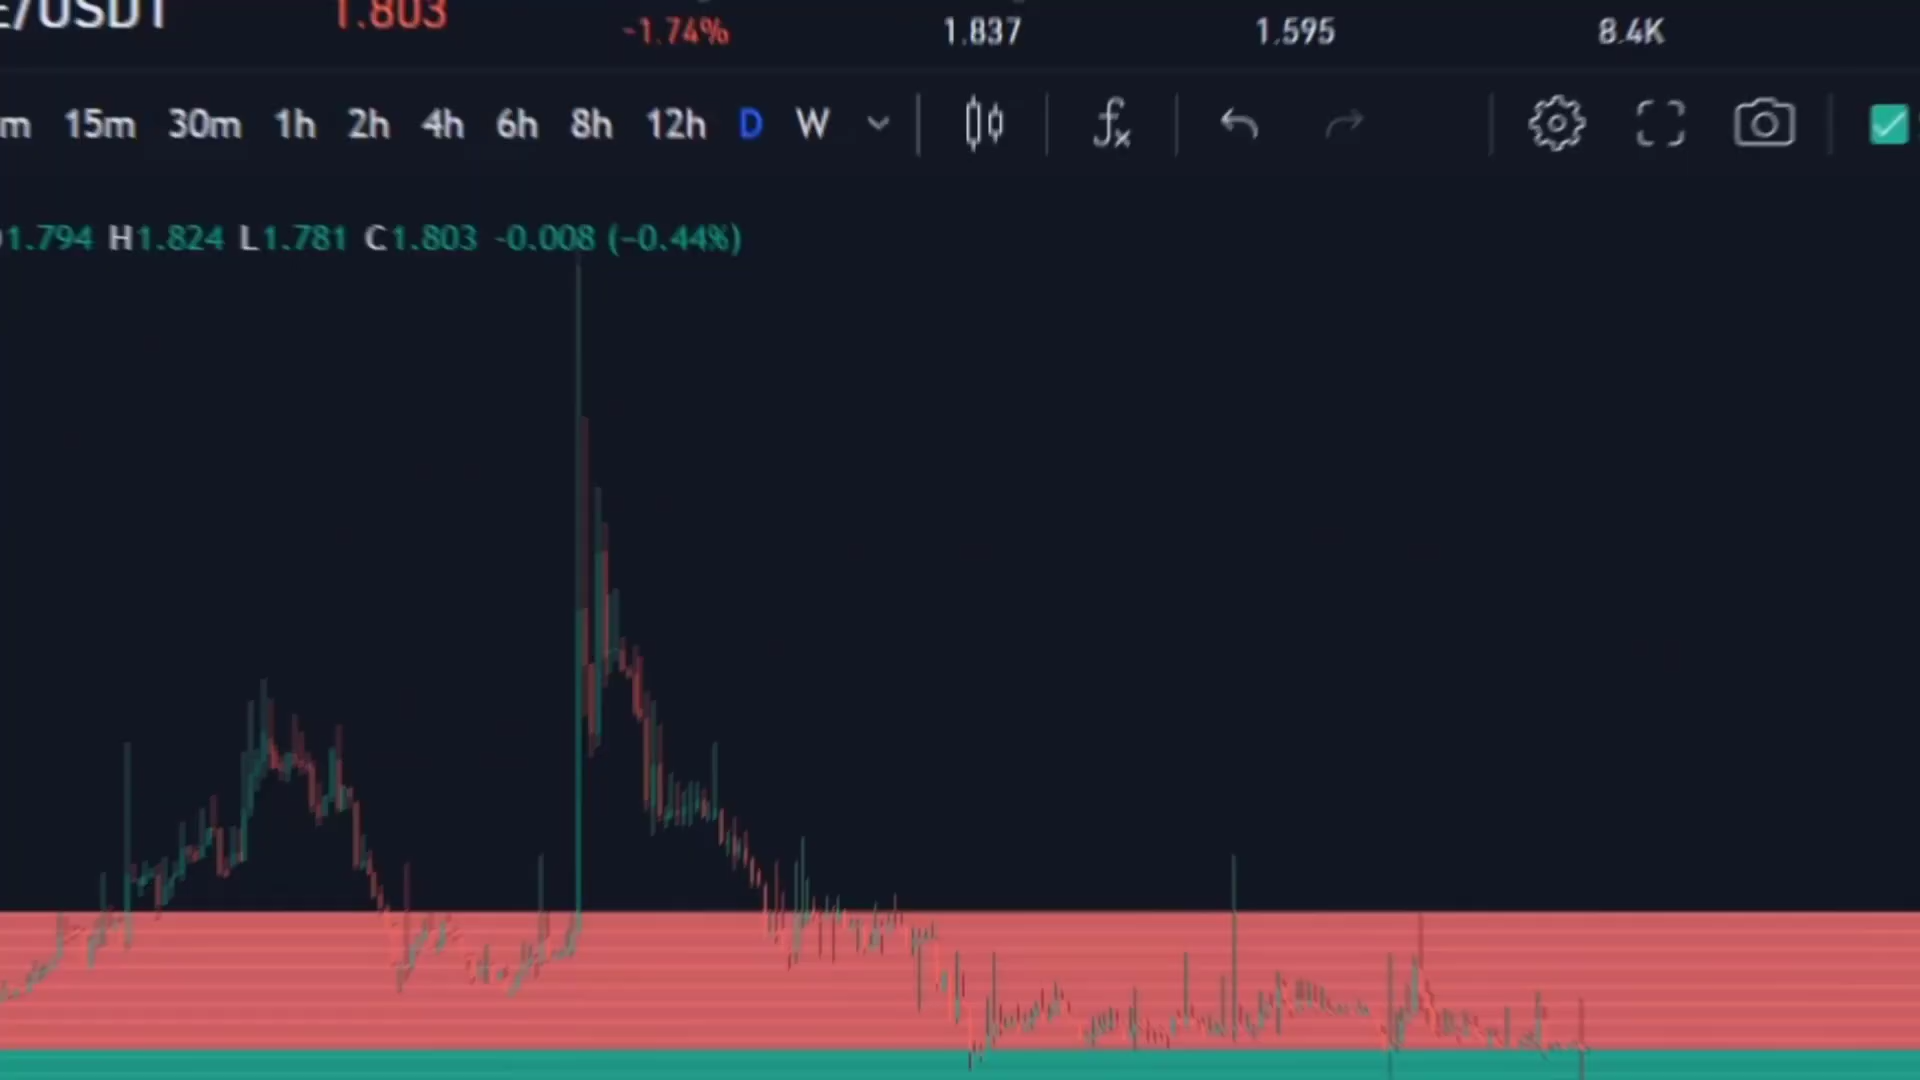 E/USDT 1.803 -1.74% 1.837 1.595 8.4K
m 15m 30m 1h 2h 4h 6h 8h 12h D W
1.794 H1.824 L1.781 C1.803 -0.008 (-0.44%)